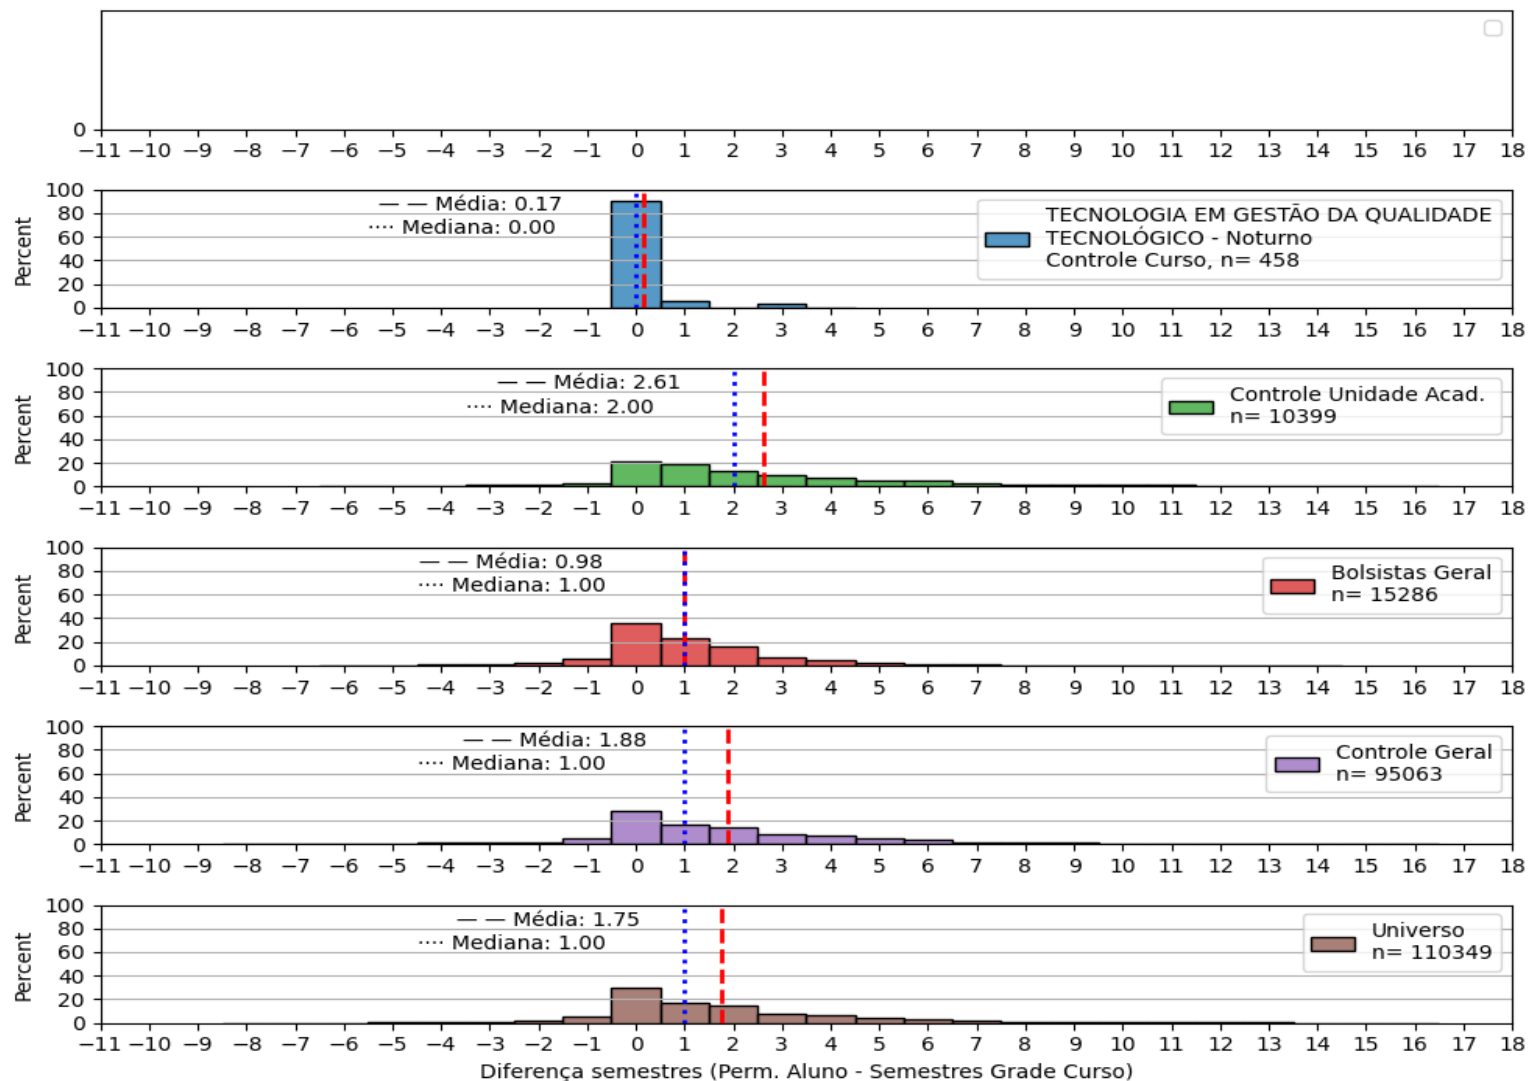 0
−11 −10 −9 −8 −7 −6 −5 −4 −3 −2 −1 0 1 2 3 4 5 6 7 8 9 10 11 12 13 14 15 16 17 18
Percent
100
80
60
40
20
0
— — Média: 0.17
···· Mediana: 0.00
TECNOLOGIA EM GESTÃO DA QUALIDADE
TECNOLÓGICO - Noturno
Controle Curso, n= 458
−11 −10 −9 −8 −7 −6 −5 −4 −3 −2 −1 0 1 2 3 4 5 6 7 8 9 10 11 12 13 14 15 16 17 18
Percent
100
80
60
40
20
0
— — Média: 2.61
···· Mediana: 2.00
Controle Unidade Acad.
n= 10399
−11 −10 −9 −8 −7 −6 −5 −4 −3 −2 −1 0 1 2 3 4 5 6 7 8 9 10 11 12 13 14 15 16 17 18
Percent
100
80
60
40
20
0
— — Média: 0.98
···· Mediana: 1.00
Bolsistas Geral
n= 15286
−11 −10 −9 −8 −7 −6 −5 −4 −3 −2 −1 0 1 2 3 4 5 6 7 8 9 10 11 12 13 14 15 16 17 18
Percent
100
80
60
40
20
0
— — Média: 1.88
···· Mediana: 1.00
Controle Geral
n= 95063
−11 −10 −9 −8 −7 −6 −5 −4 −3 −2 −1 0 1 2 3 4 5 6 7 8 9 10 11 12 13 14 15 16 17 18
Percent
100
80
60
40
20
0
— — Média: 1.75
···· Mediana: 1.00
Universo
n= 110349
−11 −10 −9 −8 −7 −6 −5 −4 −3 −2 −1 0 1 2 3 4 5 6 7 8 9 10 11 12 13 14 15 16 17 18
Diferença semestres (Perm. Aluno - Semestres Grade Curso)